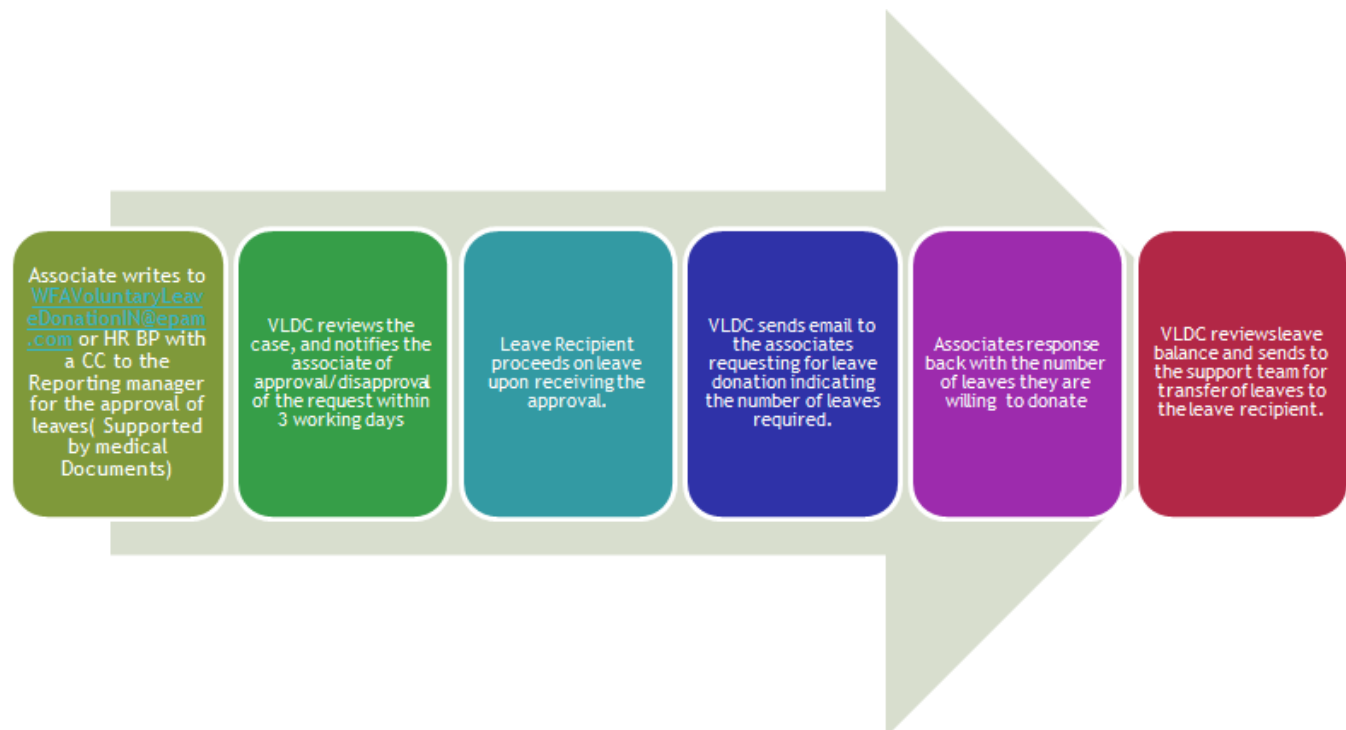 Associate writes to
WFAVoluntaryLeav
eDonationIN@epam
.com or HR BP with
a CC to the
Reporting manager
for the approval of
leaves( Supported
by medical
Documents)
VLDC reviews the
case, and notifies the
associate of
approval/disapproval
of the request within
3 working days
Leave Recipient
proceeds on leave
upon receiving the
approval.
VLDC sends email to
the associates
requesting for leave
donation indicating
the number of leaves
required.
Associates response
back with the number
of leaves they are
willing to donate
VLDC reviewsleave
balance and sends to
the support team for
transfer of leaves to
the leave recipient.